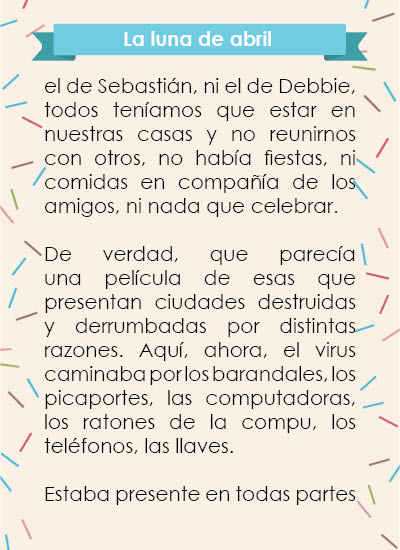 La luna de abril
el de Sebastián, ni el de Debbie,
todos teníamos que estar en
nuestras casas y no reunirnos
con otros, no había fiestas, ni
comidas en compañía de los
amigos, ni nada que celebrar.
De verdad, que parecía
una película de esas que
presentan ciudades destruidas
y derrumbadas por distintas
razones. Aquí, ahora, el virus
caminaba por los barandales, los
picaportes, las computadoras,
los ratones de la compu, los
teléfonos, las llaves.
Estaba presente en todas partes